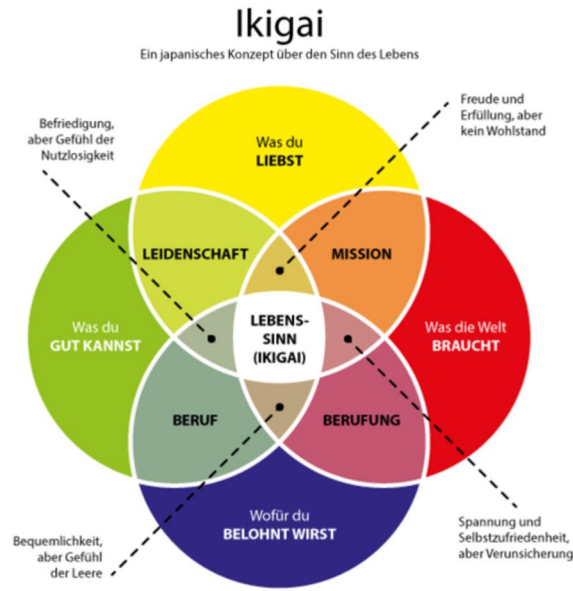 Ikigai
Ein japanisches Konzept über den Sinn des Lebens
Befriedigung,
aber Gefühl der
Nutzlosigkeit
Freude und
Erfüllung, aber
kein Wohlstand
Was du
LIEBST
LEIDENSCHAFT
MISSION
Was du
GUT KANNST
LEBENS-
SINN
(IKIGAI)
Was die Welt
BRAUCHT
BERUF
BERUFUNG
Wofür du
BELOHNT WIRST
Bequemlichkeit,
aber Gefühl
der Leere
Spannung und
Selbstzufriedenheit,
aber Verunsicherung